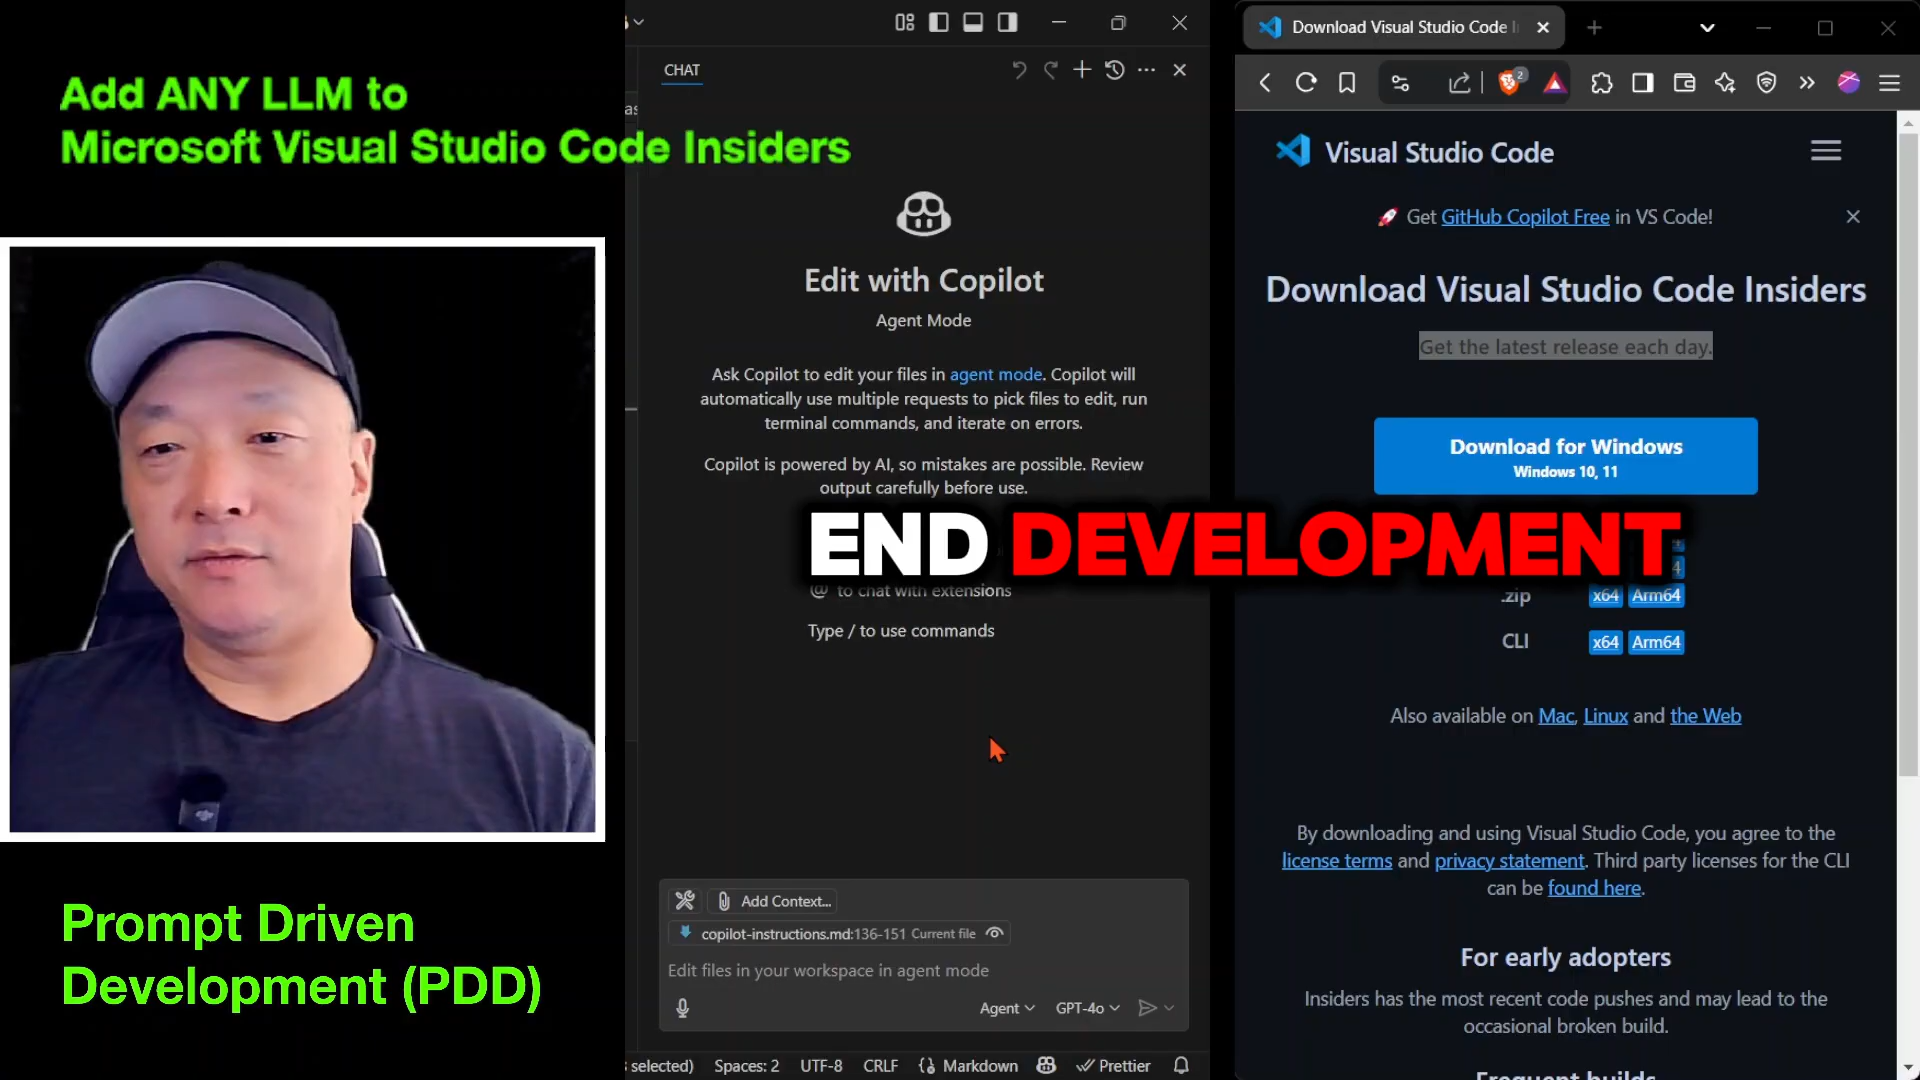 Add ANY LLM to
Microsoft Visual Studio Code Insiders
Prompt Driven
Development (PDD)
CHAT
Edit with Copilot
Agent Mode
Ask Copilot to edit your files in agent mode. Copilot will
automatically use multiple requests to pick files to edit, run
terminal commands, and iterate on errors.
Copilot is powered by AI, so mistakes are possible. Review
output carefully before use.
END DEVELOPMENT
@ to chat with extensions
Type / to use commands
Add Context...
copilot-instructions.md:136-151 Current file
Edit files in your workspace in agent mode
Agent GPT-4o
selected) Spaces: 2 UTF-8 CRLF Markdown Prettier
Download Visual Studio Code
2
Visual Studio Code
Get GitHub Copilot Free in VS Code!
Download Visual Studio Code Insiders
Get the latest release each day.
Download for Windows
Windows 10, 11
.zip x64 Arm64
CLI x64 Arm64
Also available on Mac, Linux and the Web
By downloading and using Visual Studio Code, you agree to the
license terms and privacy statement. Third party licenses for the CLI
can be found here.
For early adopters
Insiders has the most recent code pushes and may lead to the
occasional broken build.
Frequent builds